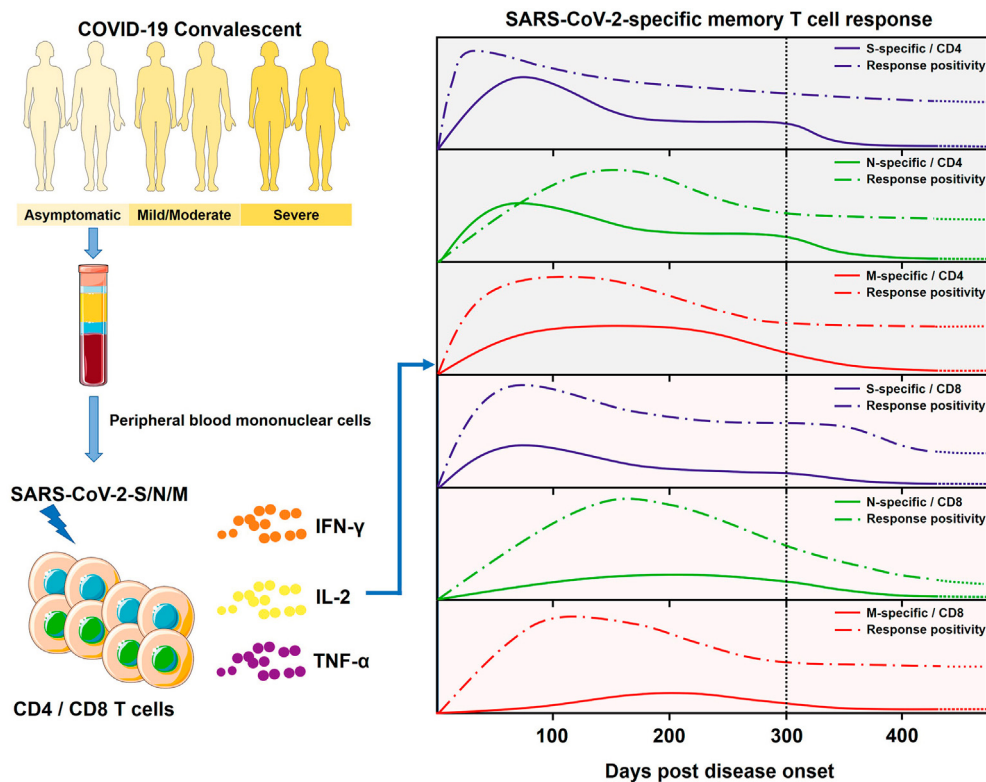 COVID-19 Convalescent
Asymptomatic Mild/Moderate Severe
Peripheral blood mononuclear cells
SARS-CoV-2-S/N/M
IFN-γ
IL-2
TNF-α
CD4 / CD8 T cells
SARS-CoV-2-specific memory T cell response
S-specific / CD4
Response positivity
N-specific / CD4
Response positivity
M-specific / CD4
Response positivity
S-specific / CD8
Response positivity
N-specific / CD8
Response positivity
M-specific / CD8
Response positivity
100 200 300 400
Days post disease onset